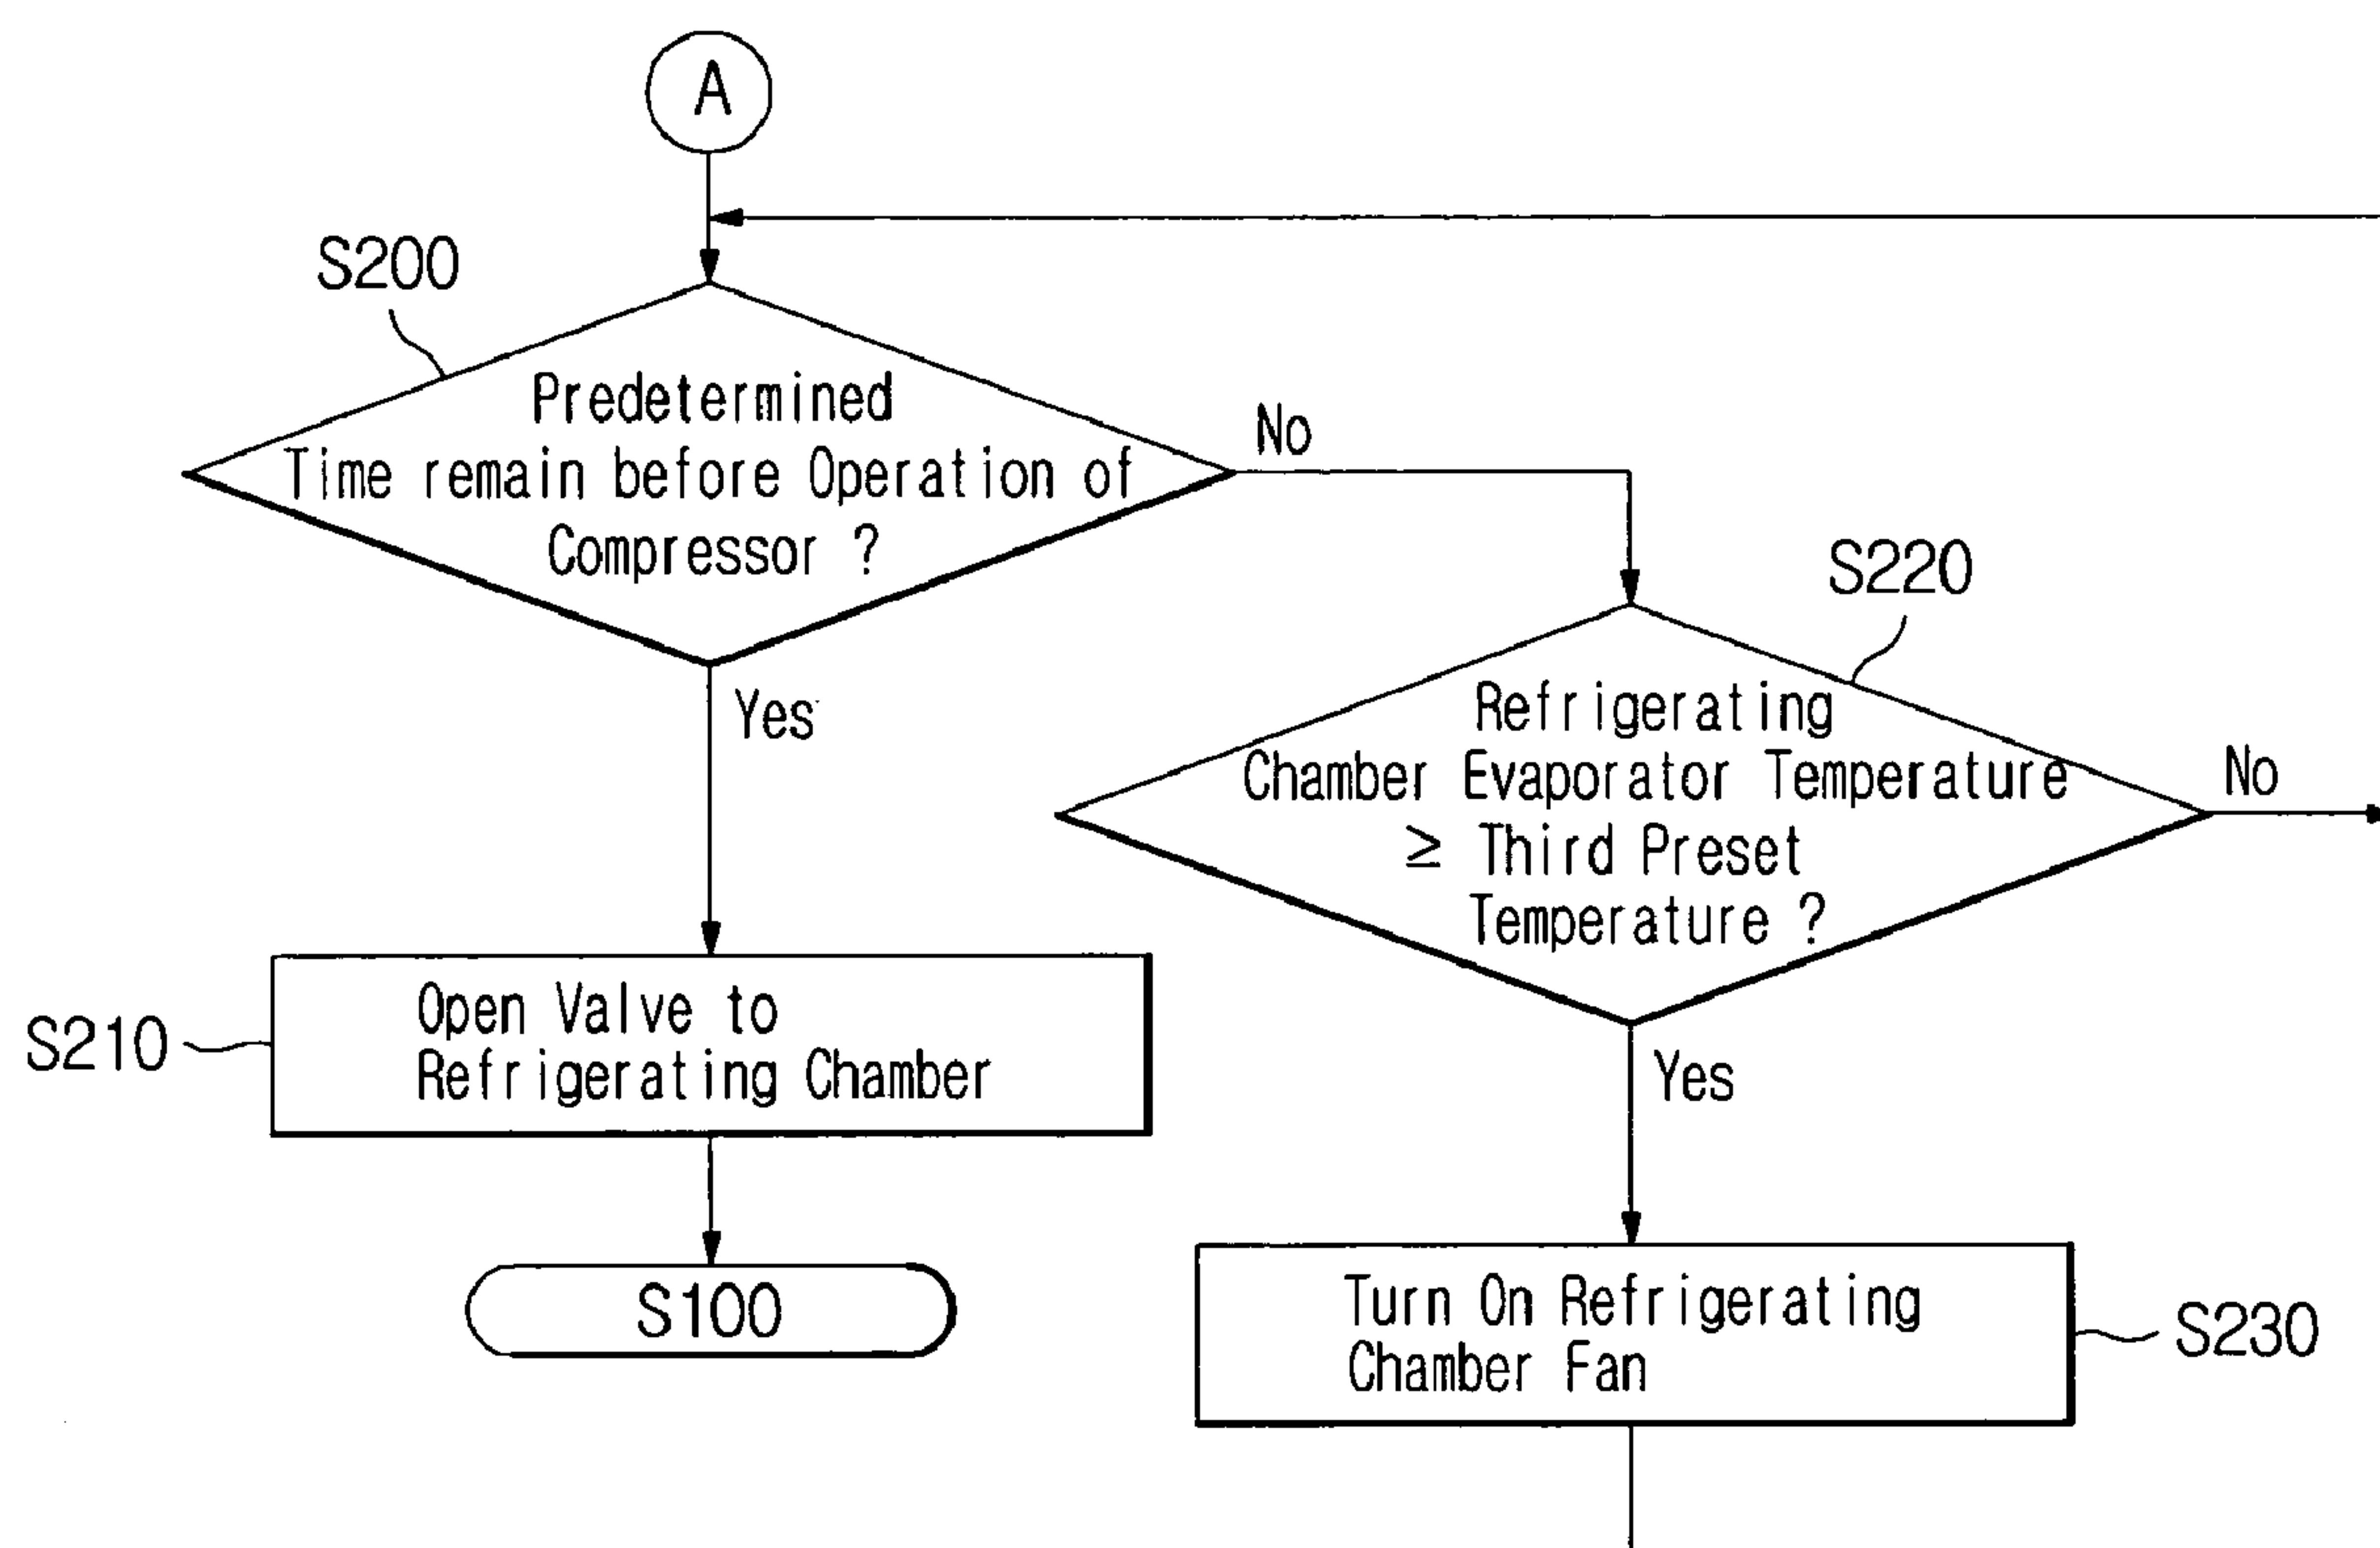 A
S200
Predetermined
Time remain before Operation of
Compressor ?
No
Yes
S220
Refrigerating
Chamber Evaporator Temperature
≥ Third Preset
Temperature ?
No
Yes
S210
Open Valve to
Refrigerating Chamber
S100
Turn On Refrigerating
Chamber Fan
S230